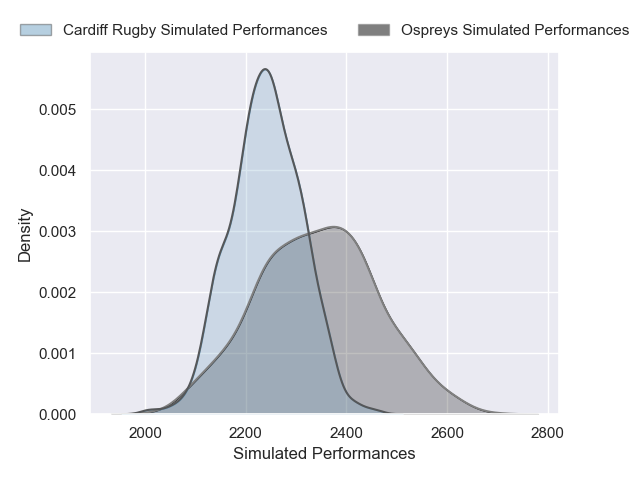 Cardiff Rugby Simulated Performances
Ospreys Simulated Performances
0.005
0.004
0.003
0.002
0.001
0.000
Density
2000
2200
2400
2600
2800
Simulated Performances